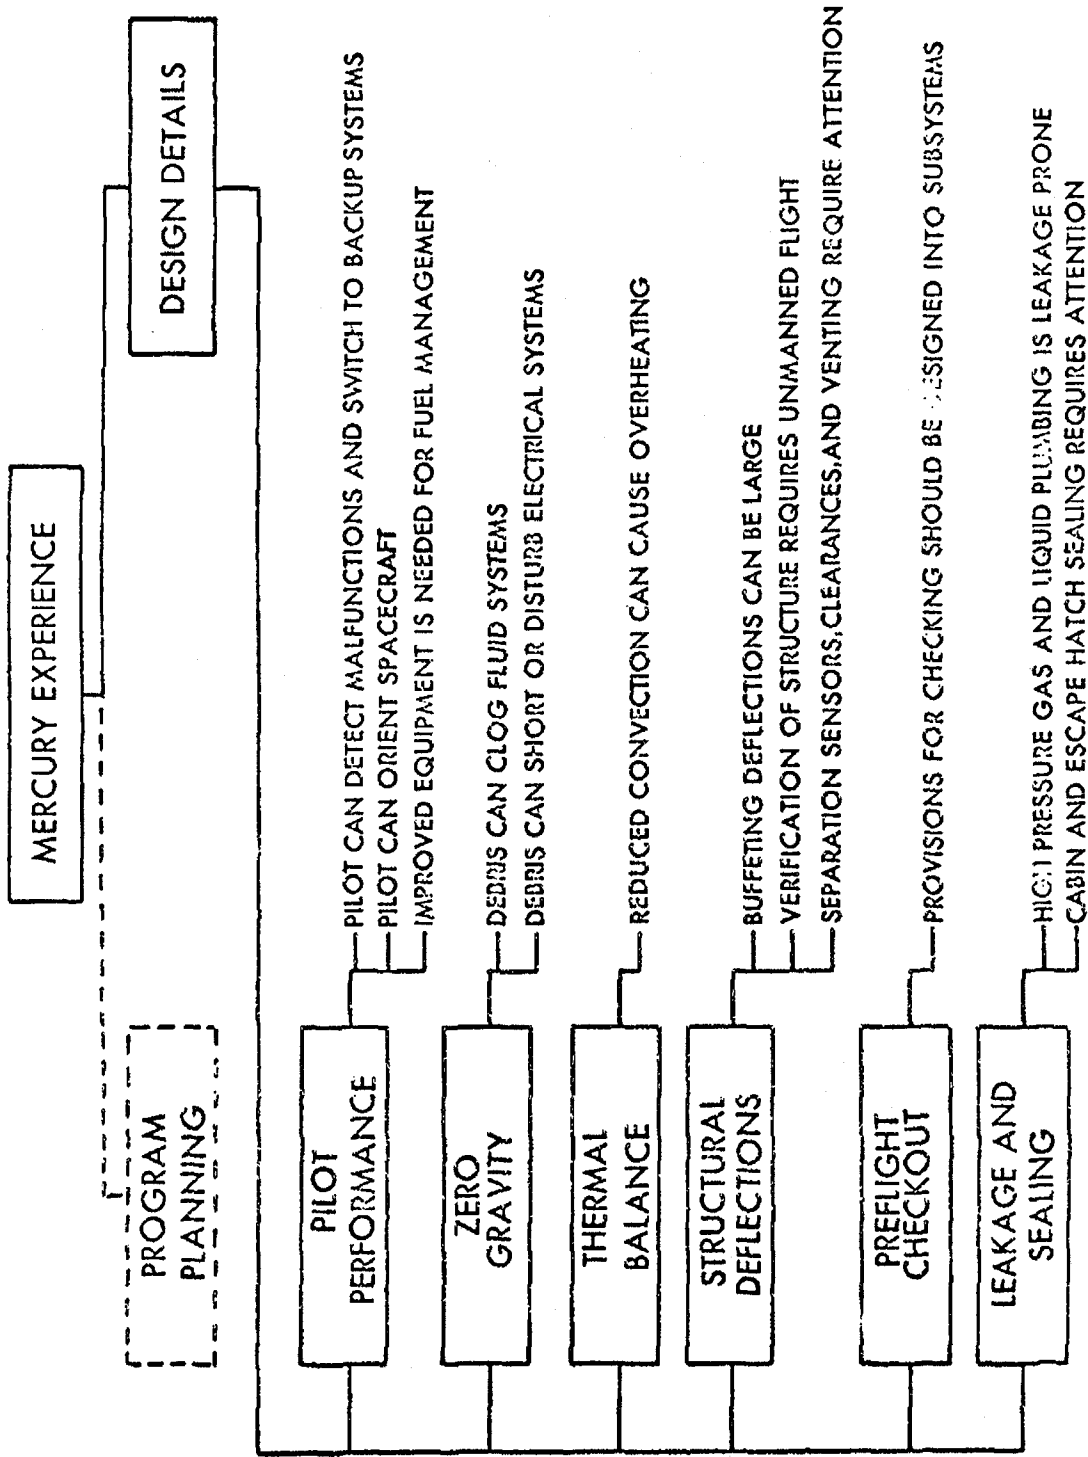 MERCURY EXPERIENCE
PROGRAM
PLANNING
DESIGN DETAILS
PILOT
PERFORMANCE
PILOT CAN DETECT MALFUNCTIONS AND SWITCH TO BACKUP SYSTEMS
PILOT CAN ORIENT SPACECRAFT
IMPROVED EQUIPMENT IS NEEDED FOR FUEL MANAGEMENT
ZERO
GRAVITY
DEBRIS CAN CLOG FLUID SYSTEMS
DEBRIS CAN SHORT OR DISTURB ELECTRICAL SYSTEMS
THERMAL
BALANCE
REDUCED CONVECTION CAN CAUSE OVERHEATING
STRUCTURAL
DEFLECTIONS
BUFFETING DEFLECTIONS CAN BE LARGE
VERIFICATION OF STRUCTURE REQUIRES UNMANNED FLIGHT
SEPARATION SENSORS, CLEARANCES, AND VENTING REQUIRE ATTENTION
PREFLIGHT
CHECKOUT
PROVISIONS FOR CHECKING SHOULD BE DESIGNED INTO SUBSYSTEMS
LEAKAGE AND
SEALING
HIGH PRESSURE GAS AND LIQUID PLUMBING IS LEAKAGE PRONE
CABIN AND ESCAPE HATCH SEALING REQUIRES ATTENTION